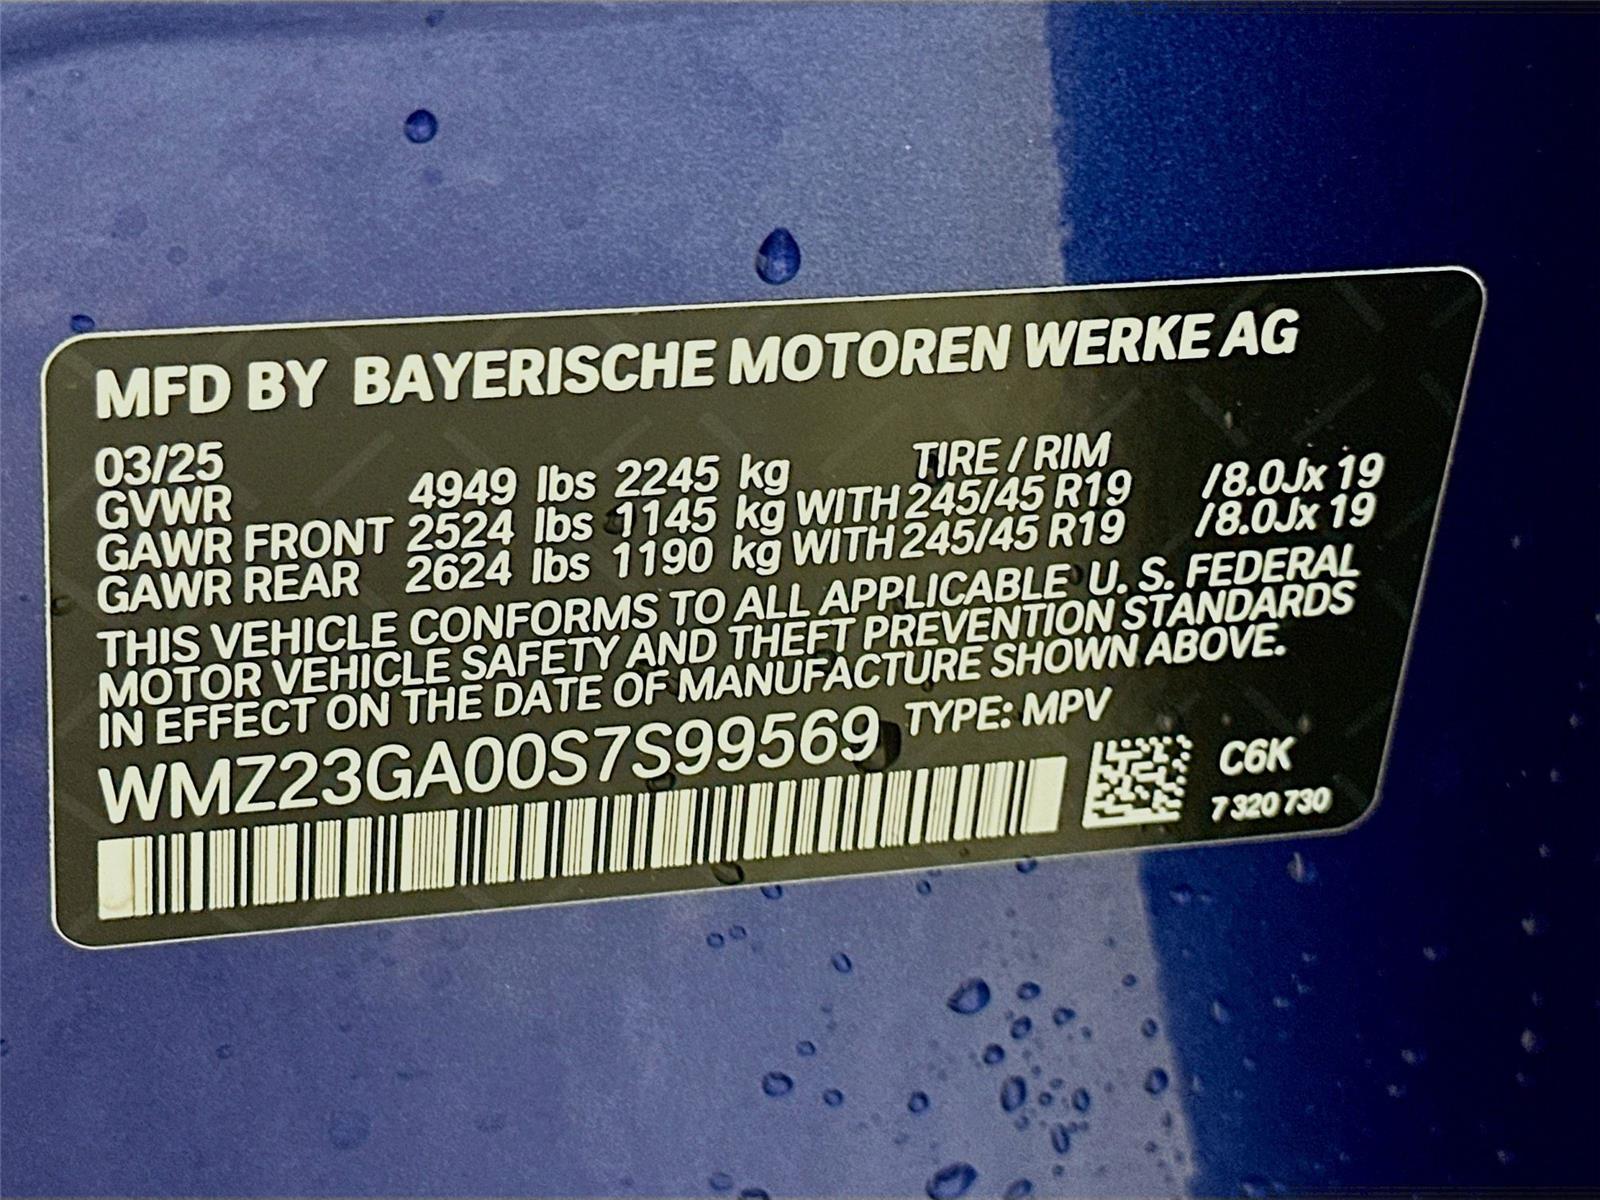 MFD BY BAYERISCHE MOTOREN WERKE AG
03/25 TIRE / RIM
GVWR 4949 lbs 2245 kg
GAWR FRONT 2524 lbs 1145 kg WITH 245/45 R19 /8.0Jx 19
GAWR REAR 2624 lbs 1190 kg WITH 245/45 R19 /8.0Jx 19
THIS VEHICLE CONFORMS TO ALL APPLICABLE U. S. FEDERAL
MOTOR VEHICLE SAFETY AND THEFT PREVENTION STANDARDS
IN EFFECT ON THE DATE OF MANUFACTURE SHOWN ABOVE.
WMZ23GA00S7S99569 TYPE: MPV
C6K
7 320 730